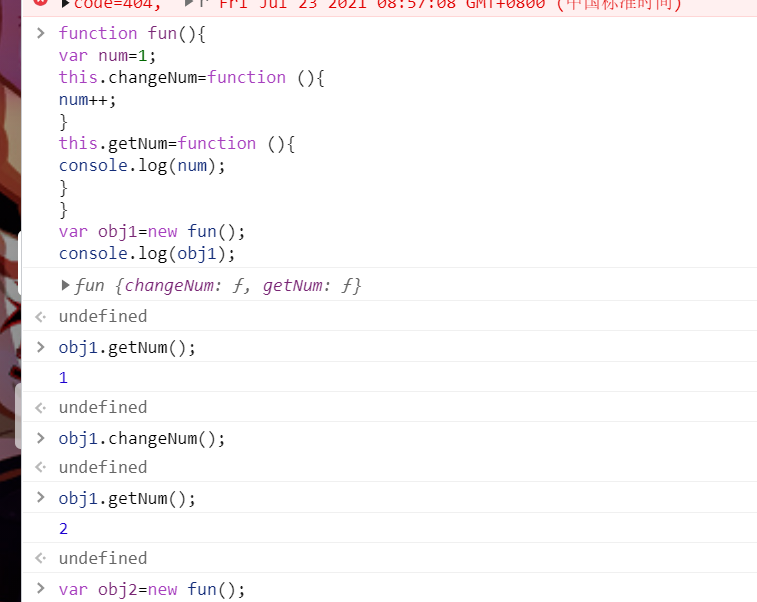 code=404, r Fri Jul 23 2021 08:57:08 GMT+0800 (中国标准时间)
> function fun(){
var num=1;
this.changeNum=function (){
num++;
}
this.getNum=function (){
console.log(num);
}
}
var obj1=new fun();
console.log(obj1);
▶fun {changeNum: ƒ, getNum: ƒ}
undefined
> obj1.getNum();
1
undefined
> obj1.changeNum();
undefined
> obj1.getNum();
2
undefined
> var obj2=new fun();